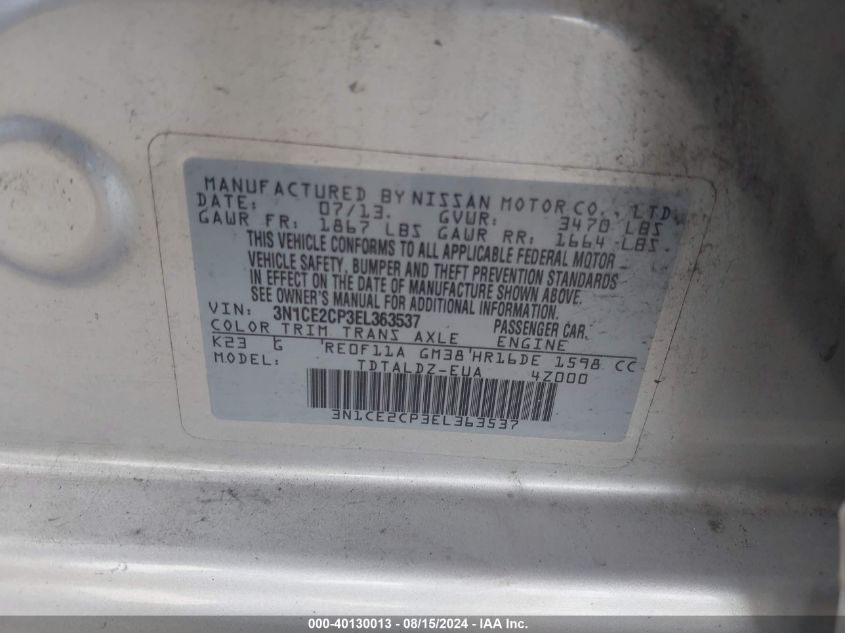 MANUFACTURED BY NISSAN MOTOR CO., LTD.
DATE: 07/13. GVWR: 3470 LBS
GAWR FR: 1867 LBS GAWR RR: 1664 LBS
THIS VEHICLE CONFORMS TO ALL APPLICABLE FEDERAL MOTOR
VEHICLE SAFETY, BUMPER AND THEFT PREVENTION STANDARDS
IN EFFECT ON THE DATE OF MANUFACTURE SHOWN ABOVE.
SEE OWNER'S MANUAL FOR ADDITIONAL INFORMATION.
VIN: 3N1CE2CP3EL363537 PASSENGER CAR.
COLOR TRIM TRANS AXLE ENGINE
K23 G RE0F11A GM38 HR16DE 1598 CC
MODEL: TDTALDZ-EUA 4Z000
3N1CE2CP3EL363537
000-40130013 - 08/15/2024 - IAA Inc.